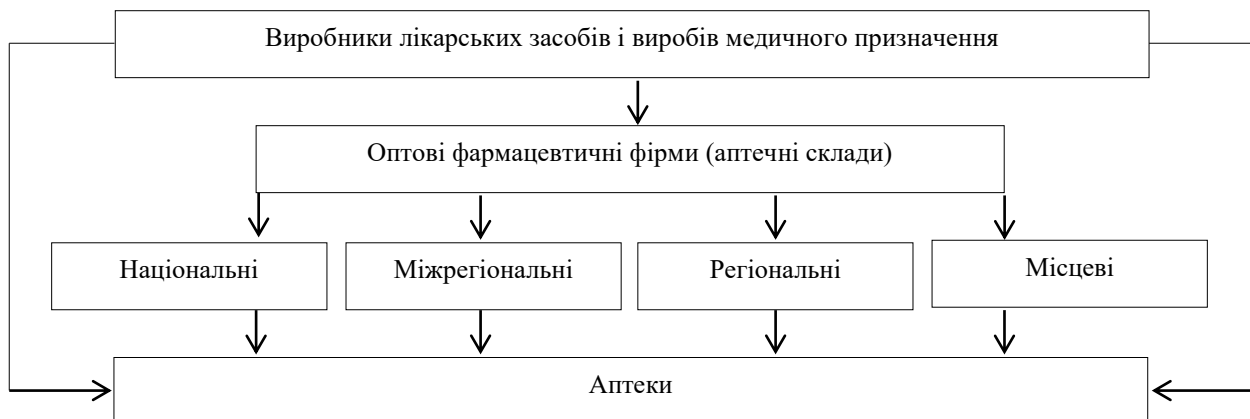 Виробники лікарських засобів і виробів медичного призначення
Оптові фармацевтичні фірми (аптечні склади)
Національні
Міжрегіональні
Регіональні
Місцеві
Аптеки